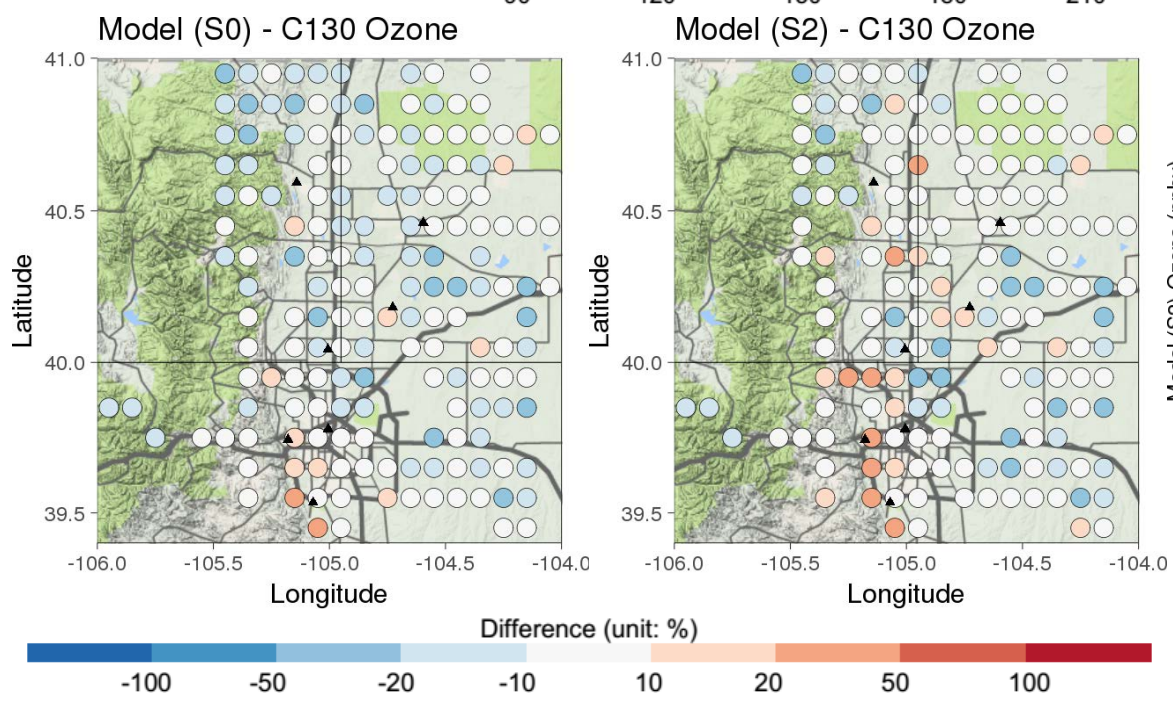 Model (S0) - C130 Ozone Model (S2) - C130 Ozone
41.0 41.0
40.5 40.5
40.0 40.0
39.5 39.5
Latitude Latitude
-106.0 -105.5 -105.0 -104.5 -104.0 -106.0 -105.5 -105.0 -104.5 -104.0
Longitude Longitude
Difference (unit: %)
-100 -50 -20 -10 10 20 50 100